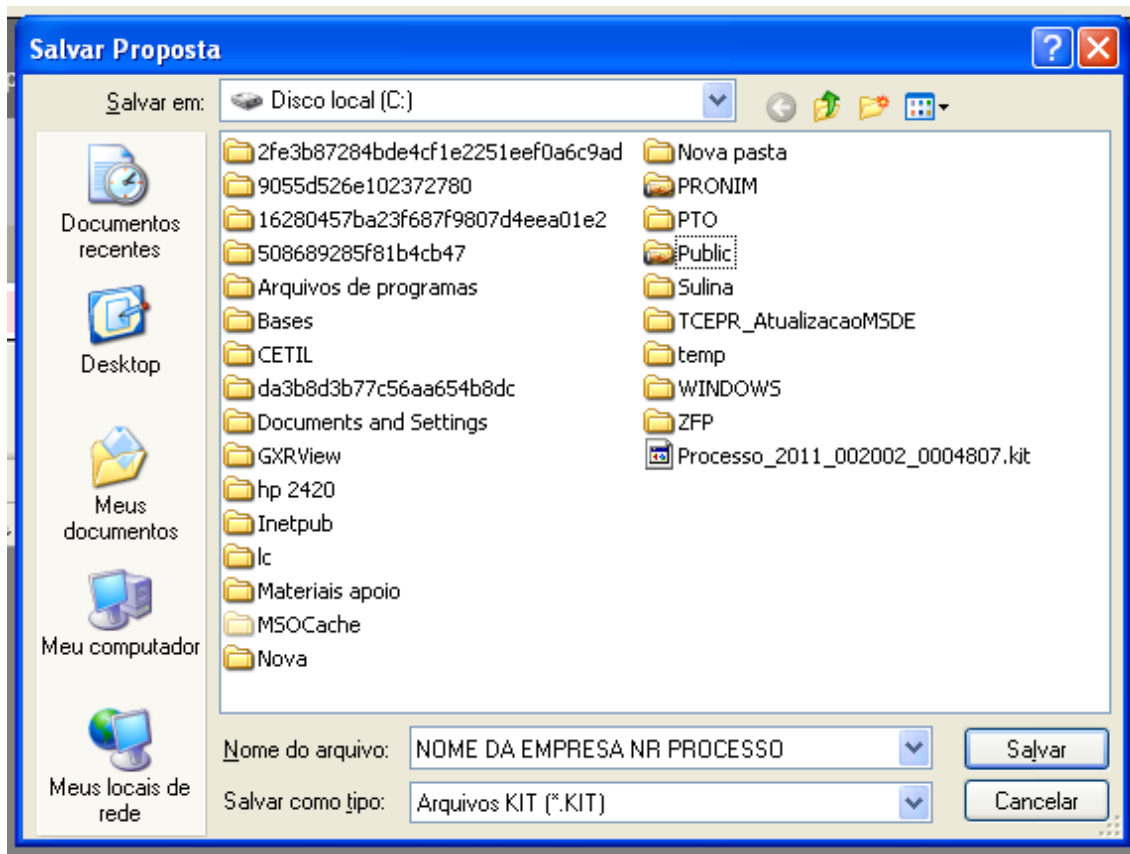 Salvar Proposta
Salvar em:
Disco local (C:)
Documentos
recentes
Desktop
Meus
documentos
Meu computador
Meus locais de
rede
2fe3b87284bde4cf1e2251eef0a6c9ad
9055d526e102372780
16280457ba23f687f9807d4eea01e2
508689285f81b4cb47
Arquivos de programas
Bases
CETIL
da3b8d3b77c56aa654b8dc
Documents and Settings
GXRView
hp 2420
Inetpub
lc
Materiais apoio
MSOCache
Nova
Nova pasta
PRONIM
PTO
Public
Sulina
TCEPR_AtualizacaoMSDE
temp
WINDOWS
ZFP
Processo_2011_002002_0004807.kit
Nome do arquivo:
NOME DA EMPRESA NR PROCESSO
Salvar
Salvar como tipo:
Arquivos KIT (*.KIT)
Cancelar